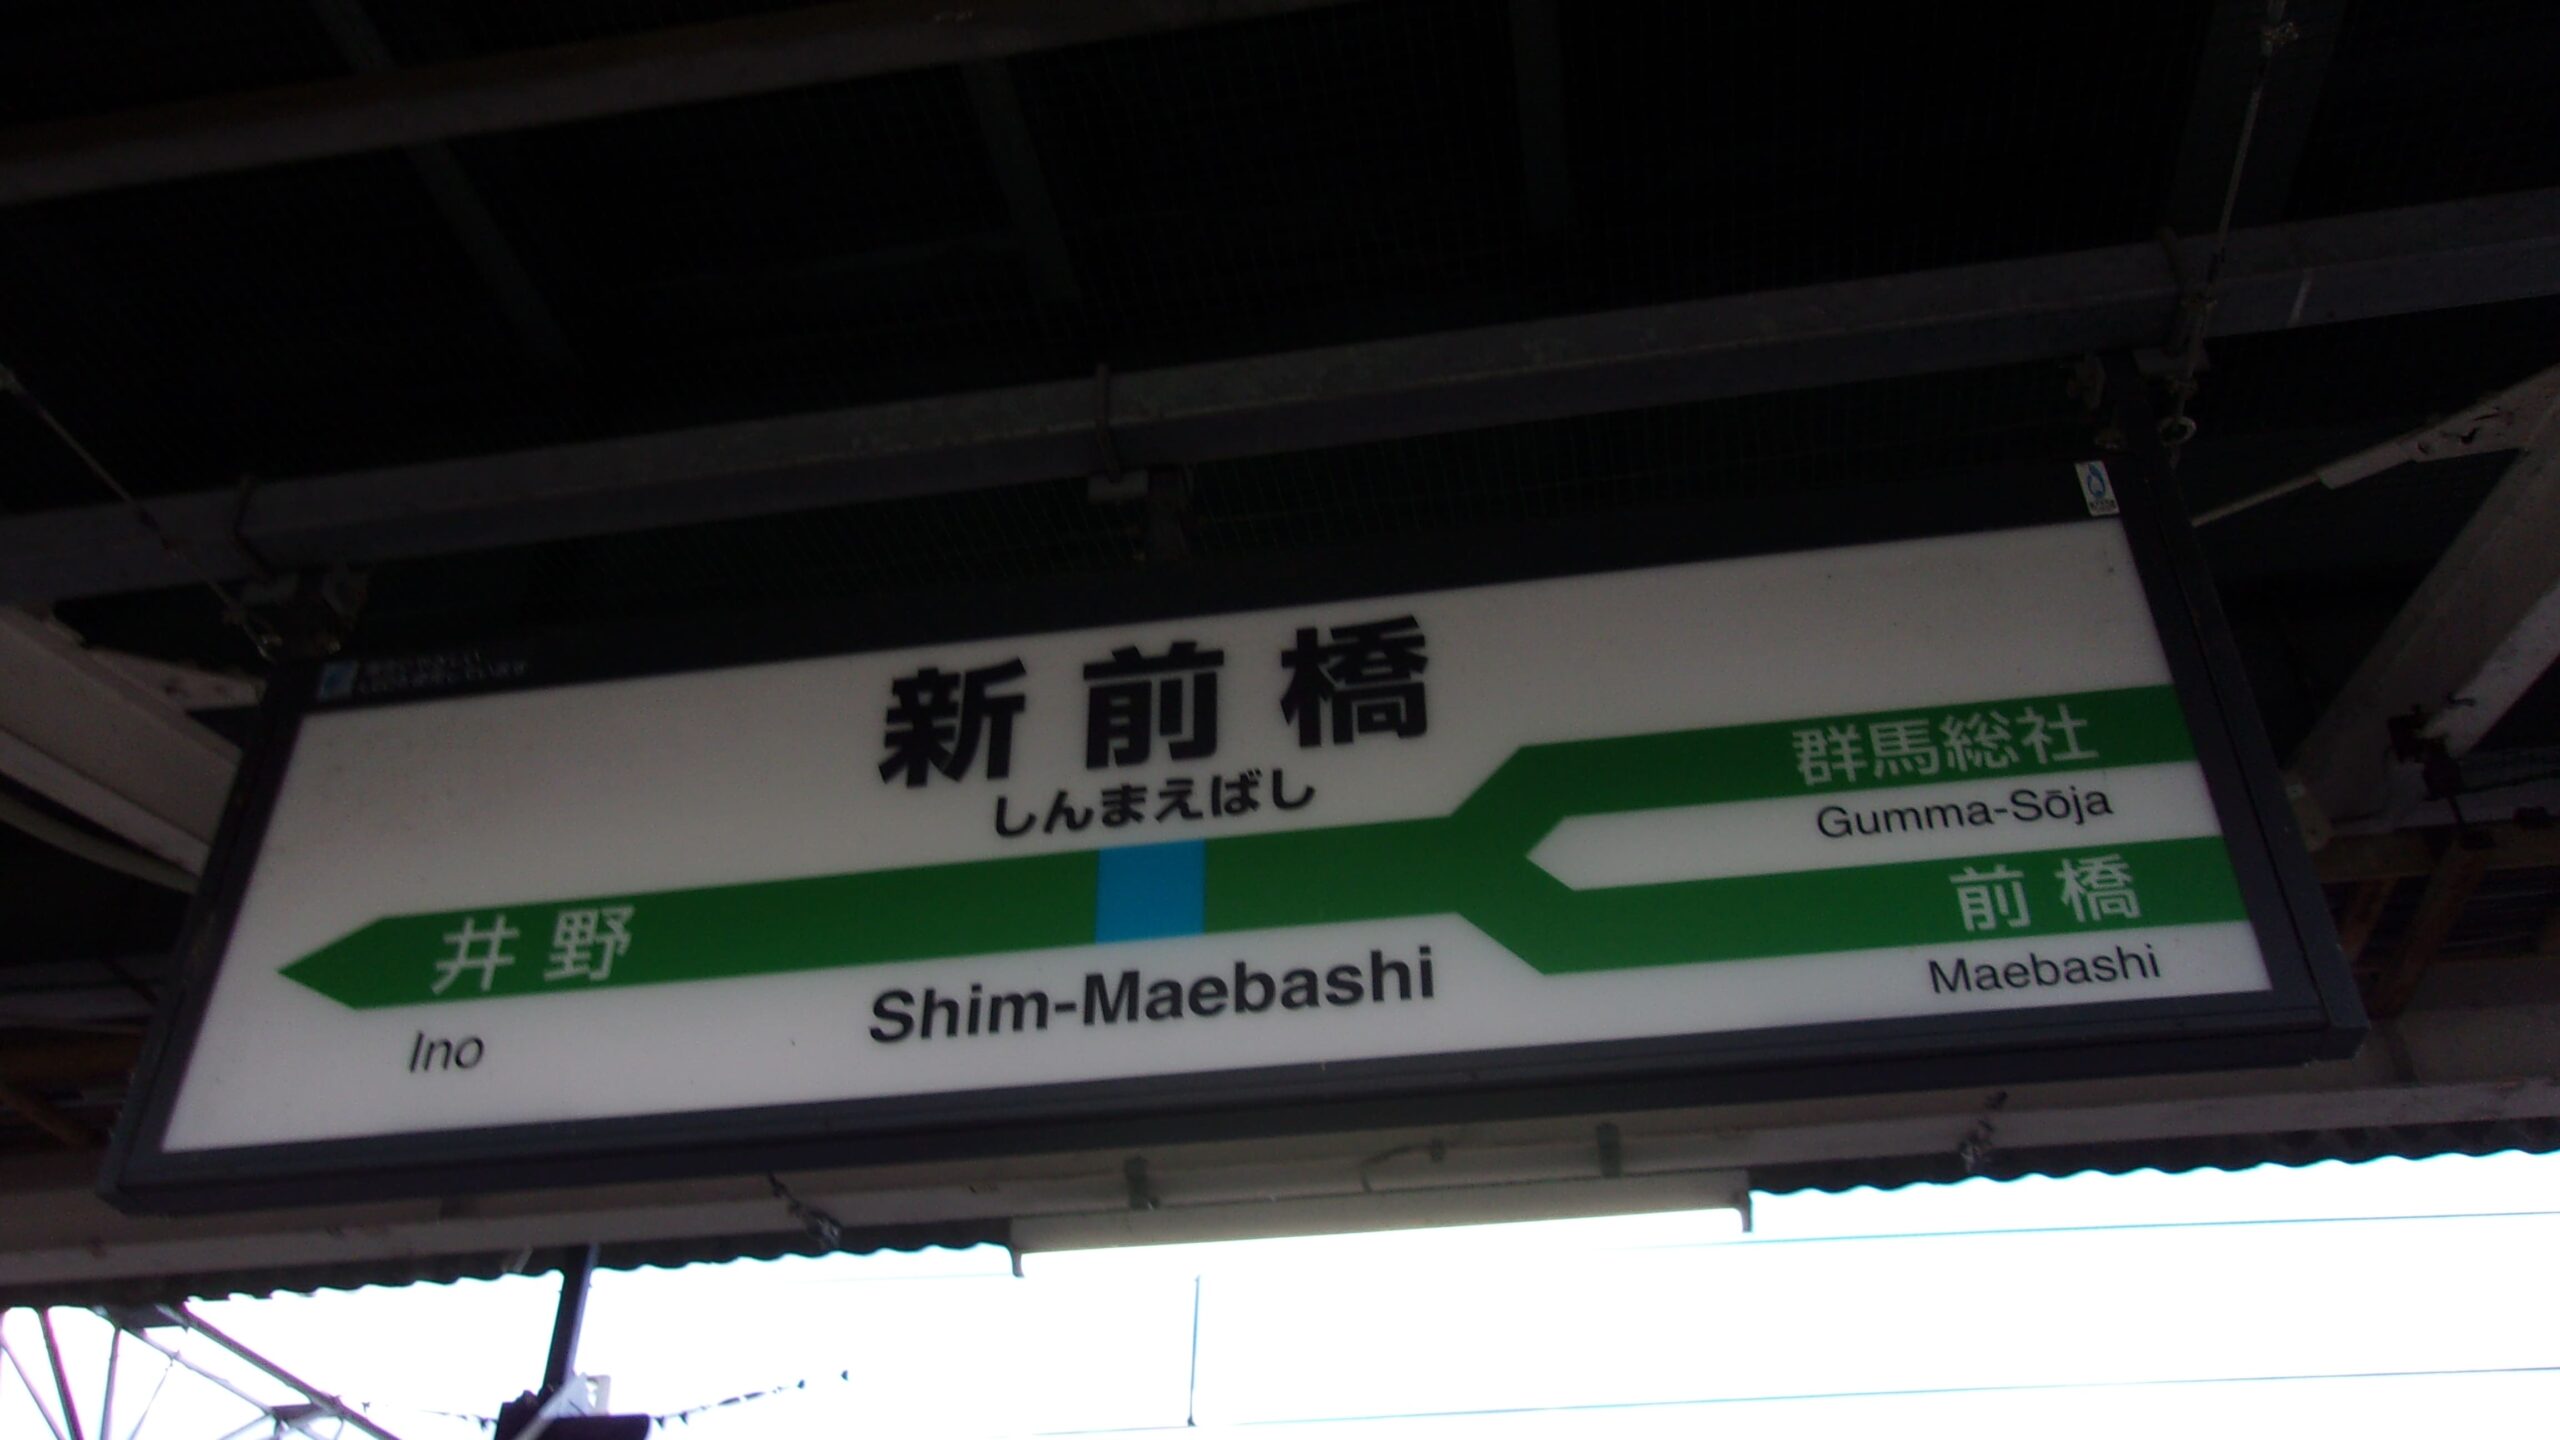 新前橋
しんまえばし
群馬総社
Gumma-Sōja
井野
前橋
Ino
Shim-Maebashi
Maebashi